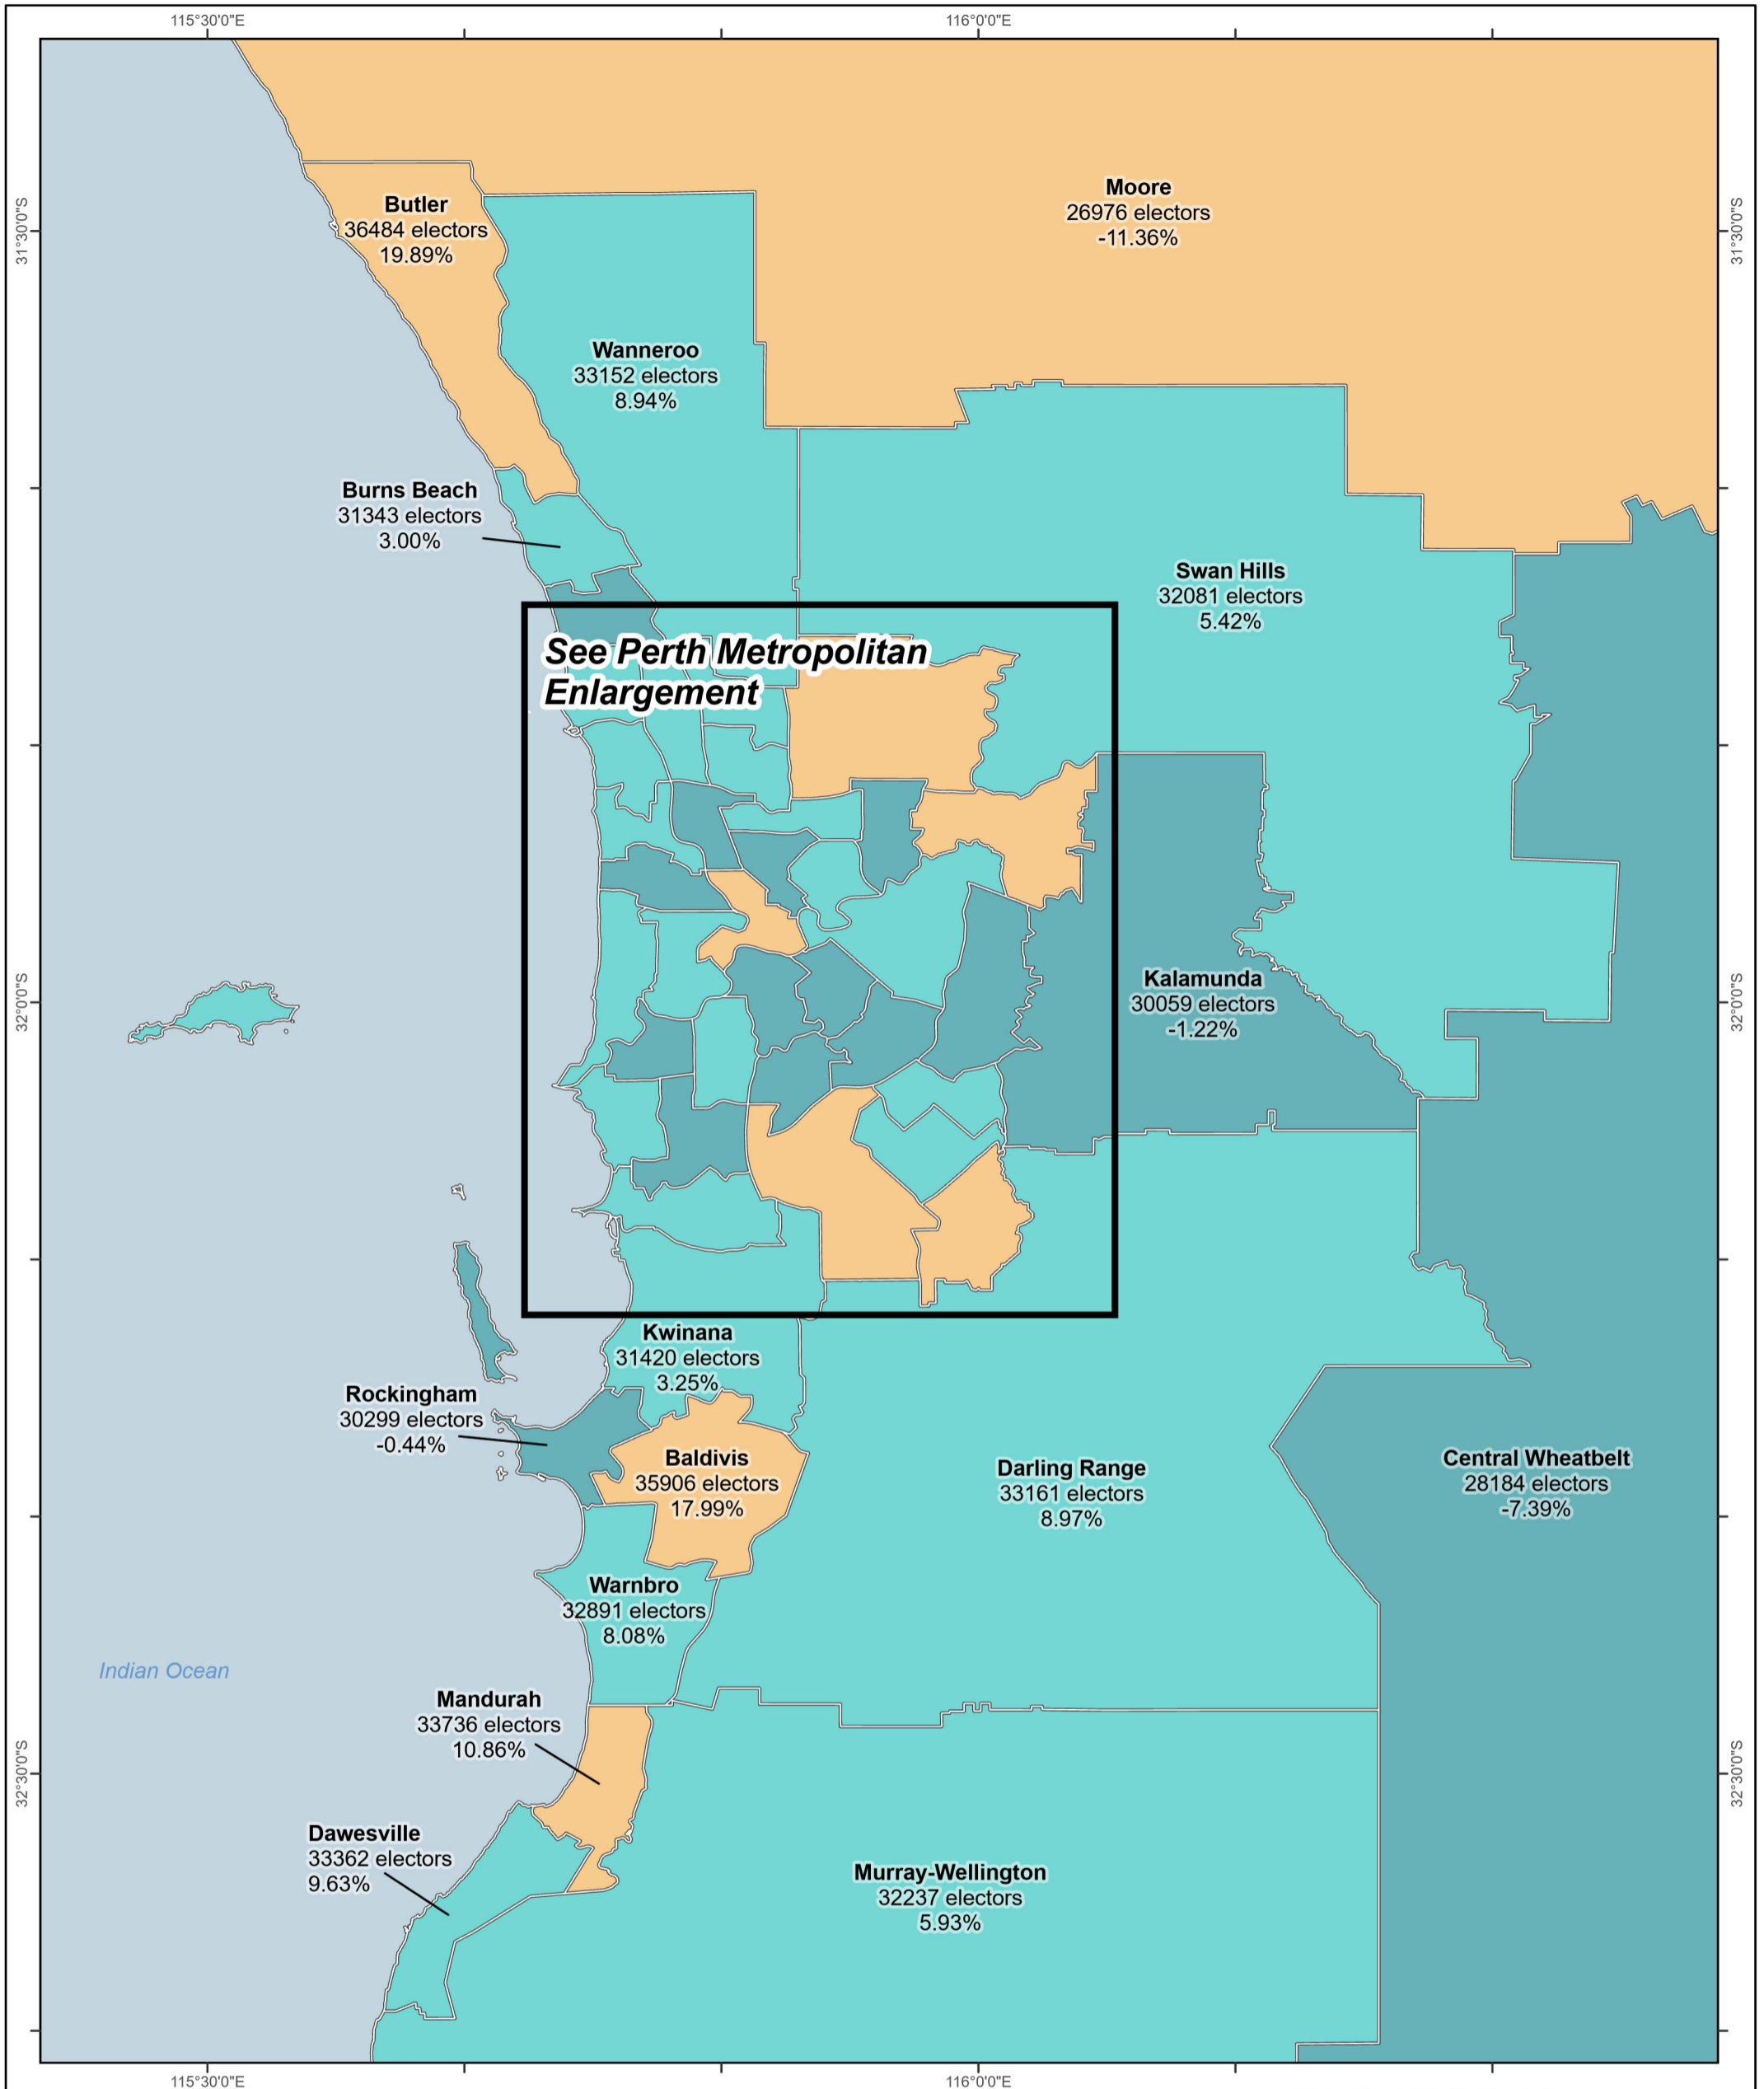 115°30'0"E
116°0'0"E
31°30'0"S
31°30'0"S
Butler
36484 electors
19.89%
Moore
26976 electors
-11.36%
Wanneroo
33152 electors
8.94%
Burns Beach
31343 electors
3.00%
Swan Hills
32081 electors
5.42%
See Perth Metropolitan
Enlargement
32°0'0"S
32°0'0"S
Kalamunda
30059 electors
-1.22%
Kwinana
31420 electors
3.25%
Rockingham
30299 electors
-0.44%
Baldivis
35906 electors
17.99%
Darling Range
33161 electors
8.97%
Central Wheatbelt
28184 electors
-7.39%
Warnbro
32891 electors
8.08%
Indian Ocean
Mandurah
33736 electors
10.86%
32°30'0"S
32°30'0"S
Dawesville
33362 electors
9.63%
Murray-Wellington
32237 electors
5.93%
115°30'0"E
116°0'0"E